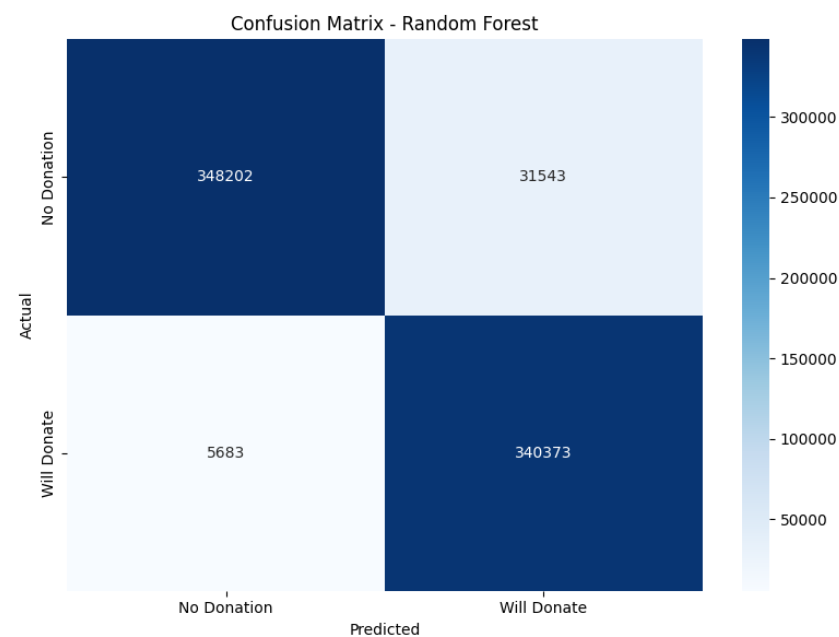 Confusion Matrix - Random Forest
No Donation
348202
31543
Actual
Will Donate
5683
340373
No Donation
Will Donate
Predicted
300000
250000
200000
150000
100000
50000